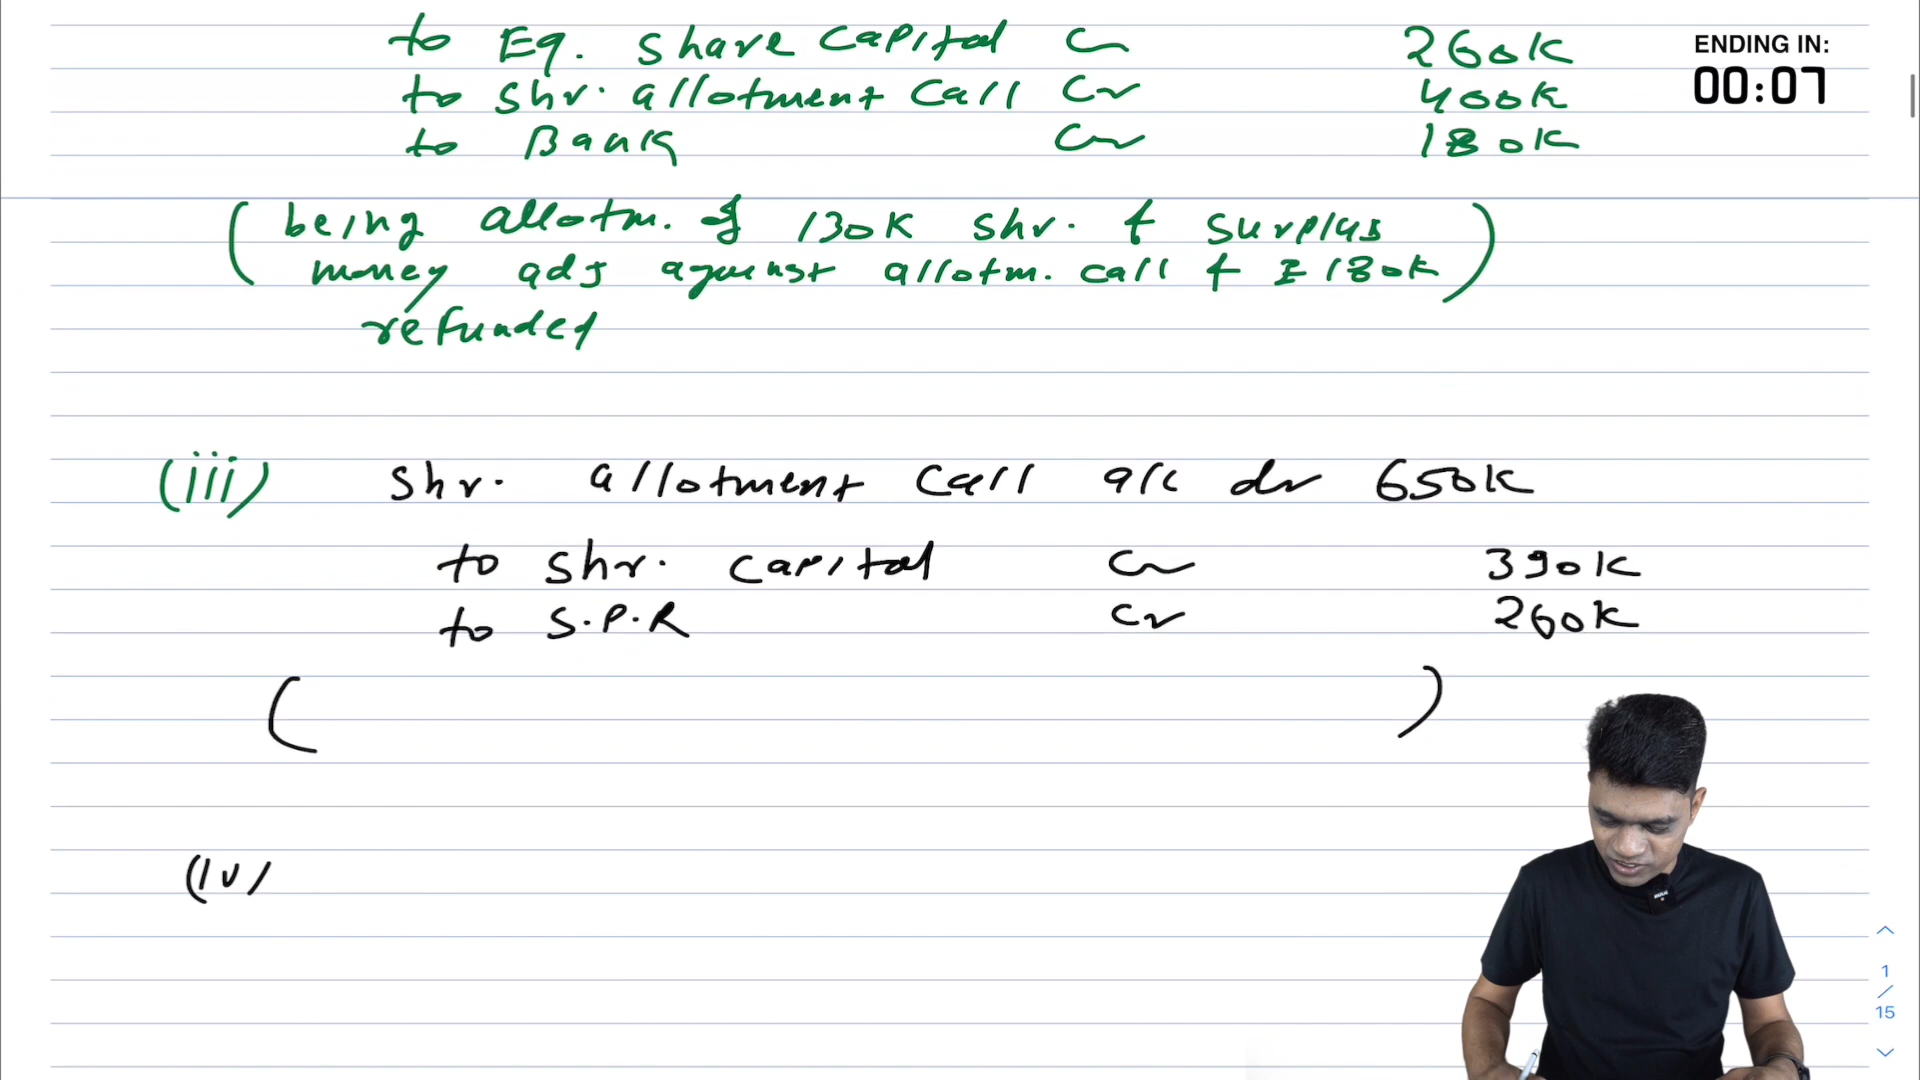 to Eq. Share Capital Cr 260K
ENDING IN:
00:07
to Shr. allotment Call Cr 400K
to Bank Cr 180K
(being allotm. of 130K shr. & surplus
money adj against allotm. call & £180K)
refunded
(iii) Shr. allotment Call a/c dr 650K
to Shr. Capital Cr 390K
to S.P.R Cr 260K
( )
(iv)
1
/
15